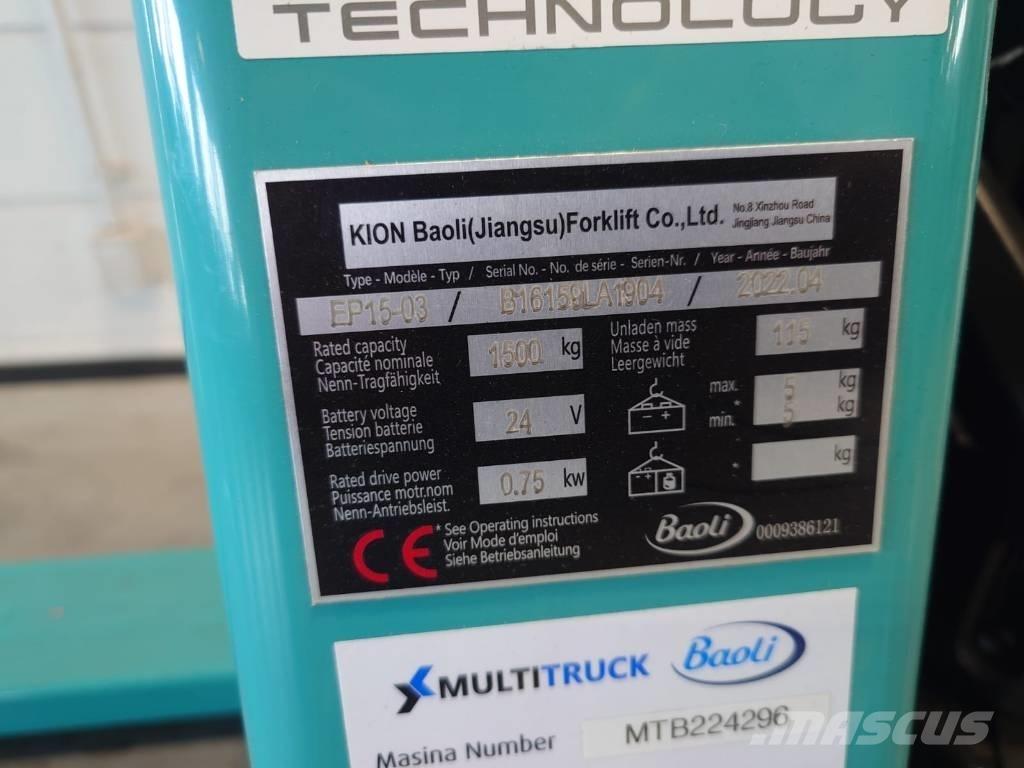 TECHNOLOGY
KION Baoli(Jiangsu)Forklift Co.,Ltd.
No.8 Xinzhou Road
Jingjiang Jiangsu China
Type - Modèle - Typ / Serial No. - No. de série - Serien-Nr. / Year - Année - Baujahr
EP15-03 / B16159LA1904 / 2022.04
Rated capacity
Capacité nominale
Nenn-Tragfähigkeit
1500 kg
Unladen mass
Masse à vide
Leergewicht
115 kg
Battery voltage
Tension batterie
Batteriespannung
24 V
max. 5 kg
* min. 5 kg
Rated drive power
Puissance motr.nom
Nenn-Antriebsleist.
0.75 kw
* kg
CE
* See Operating instructions
Voir Mode d'emploi
Siehe Betriebsanleitung
Baoli 0009386121
MULTITRUCK Baoli
Masina Number MTB224296
MASCUS